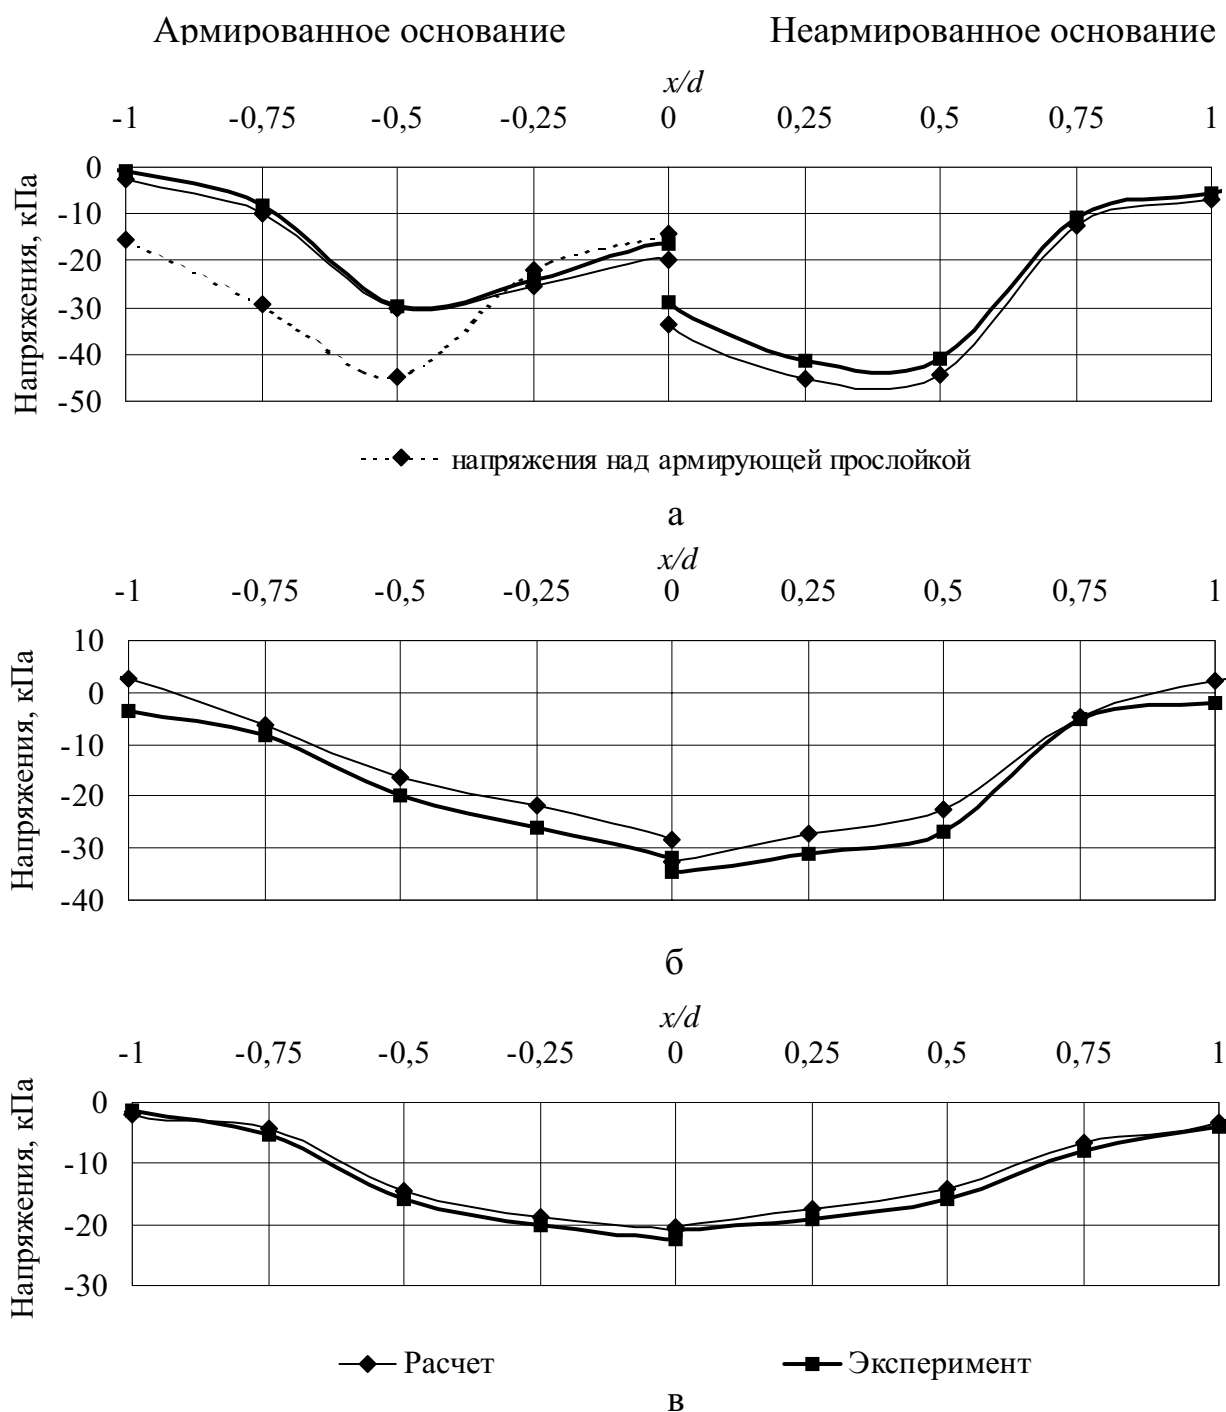 Армированное основание Неармированное основание
x/d
-1 -0,75 -0,5 -0,25 0 0,25 0,5 0,75 1
Напряжения, кПа
0
-10
-20
-30
-40
-50
напряжения над армирующей прослойкой
а
x/d
-1 -0,75 -0,5 -0,25 0 0,25 0,5 0,75 1
Напряжения, кПа
10
0
-10
-20
-30
-40
б
x/d
-1 -0,75 -0,5 -0,25 0 0,25 0,5 0,75 1
Напряжения, кПа
0
-10
-20
-30
Расчет Эксперимент
в